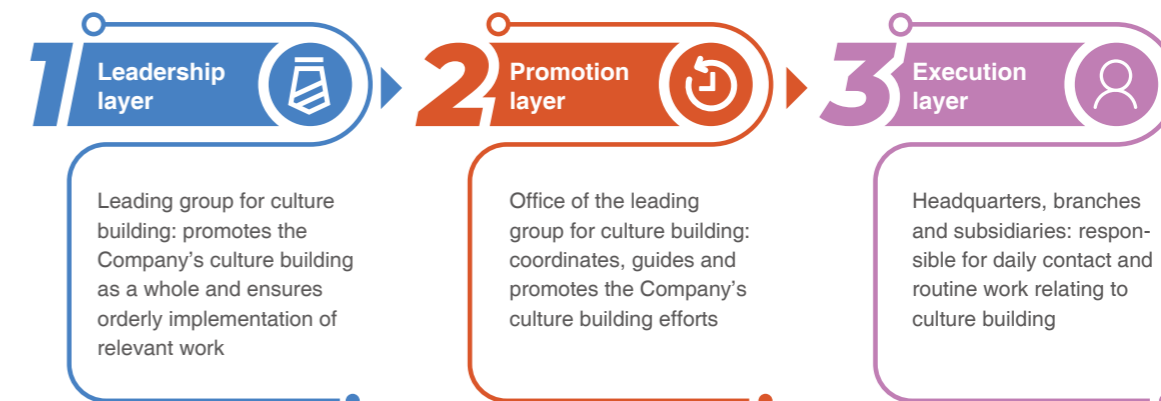 1
Leadership
layer
Leading group for culture
building: promotes the
Company's culture building
as a whole and ensures
orderly implementation of
relevant work
2
Promotion
layer
Office of the leading
group for culture building:
coordinates, guides and
promotes the Company's
culture building efforts
3
Execution
layer
Headquarters, branches
and subsidiaries: respon-
sible for daily contact and
routine work relating to
culture building